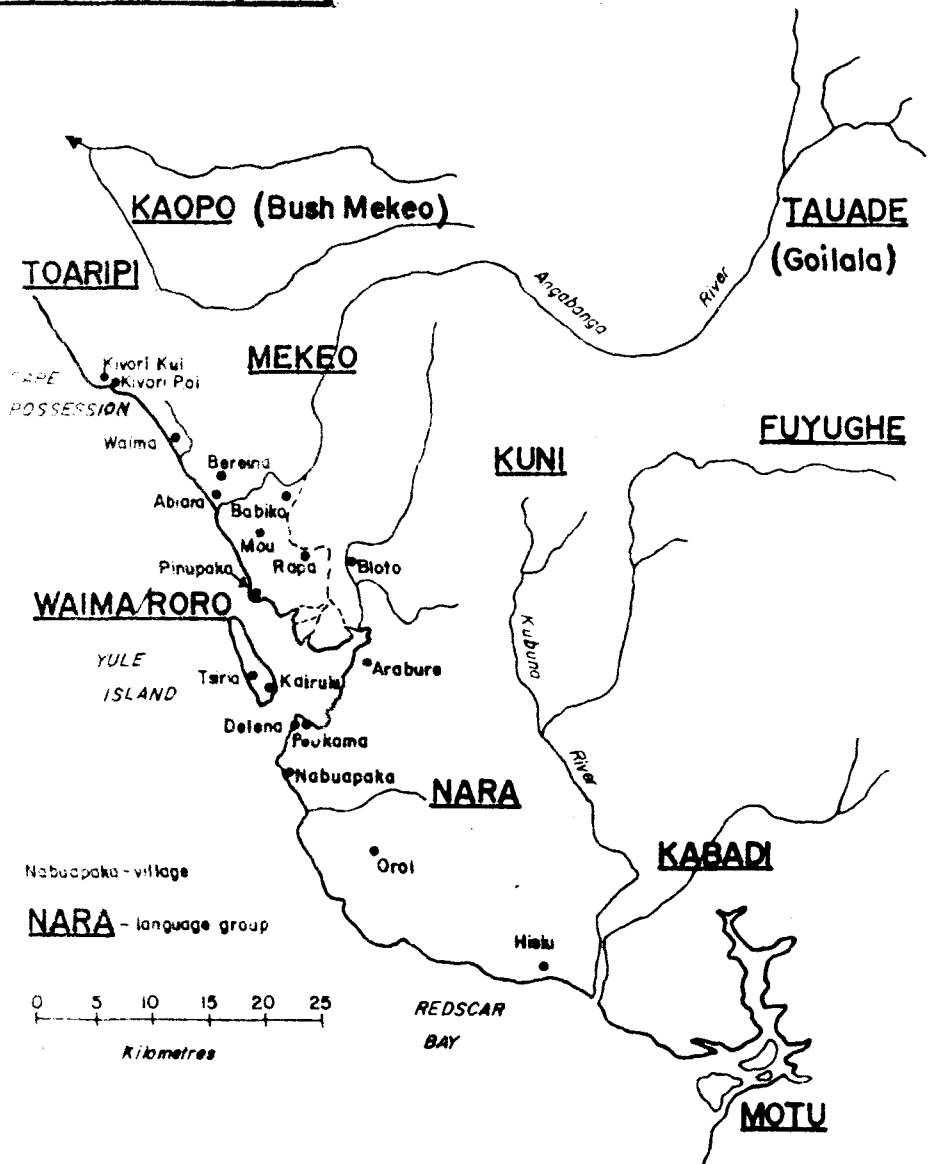 KAOPO (Bush Mekeo)
TAUADE
(Goilala)
TOARIPI
Angabanga
River
MEKEO
Kivori Kui
Kivori Poi
CAPE
POSSESSION
Waima
FUYUGHE
KUNI
Bereina
Abiara
Babiko
Mou
Rapa
Bioto
Pinupaka
WAIMA/RORO
Kubuna
River
YULE
ISLAND
Tsiria
Kairuku
Arabure
Delena
Poukama
Nabuapaka
NARA
Oroi
KABADI
Nabuapaka - village
NARA - language group
Hisiu
0 5 10 15 20 25
Kilometres
REDSCAR
BAY
MOTU